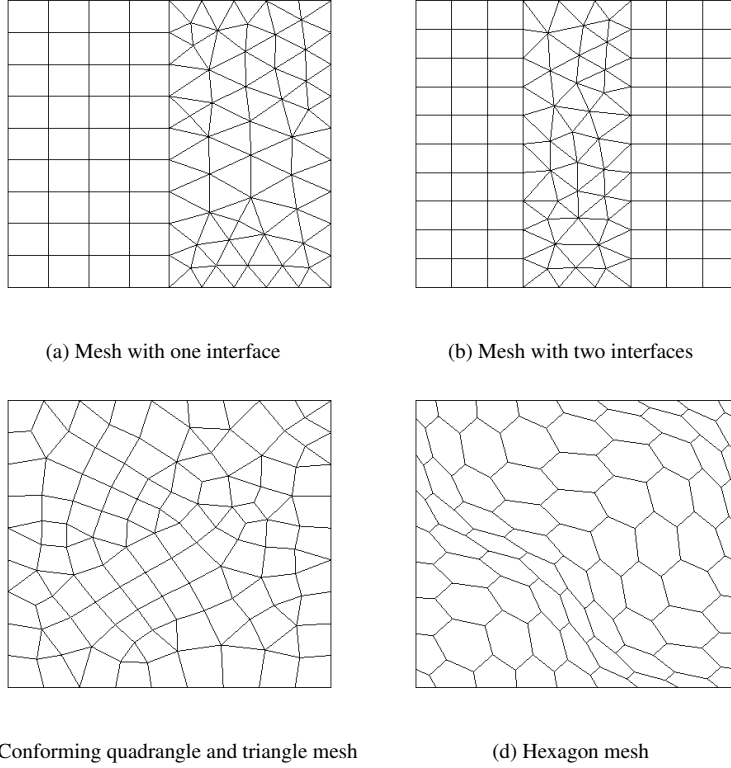 (a) Mesh with one interface
(b) Mesh with two interfaces
Conforming quadrangle and triangle mesh
(d) Hexagon mesh